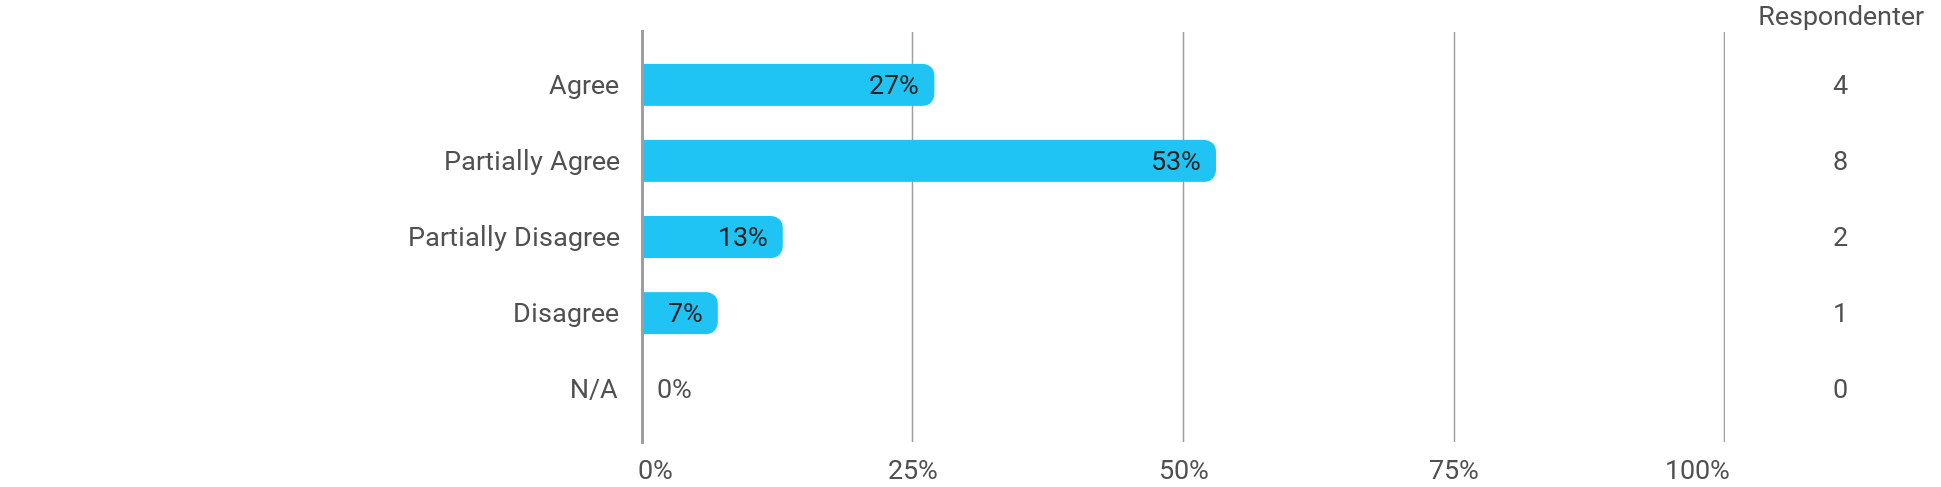 Respondenter
Agree 27% 4
Partially Agree 53% 8
Partially Disagree 13% 2
Disagree 7% 1
N/A 0% 0
0% 25% 50% 75% 100%